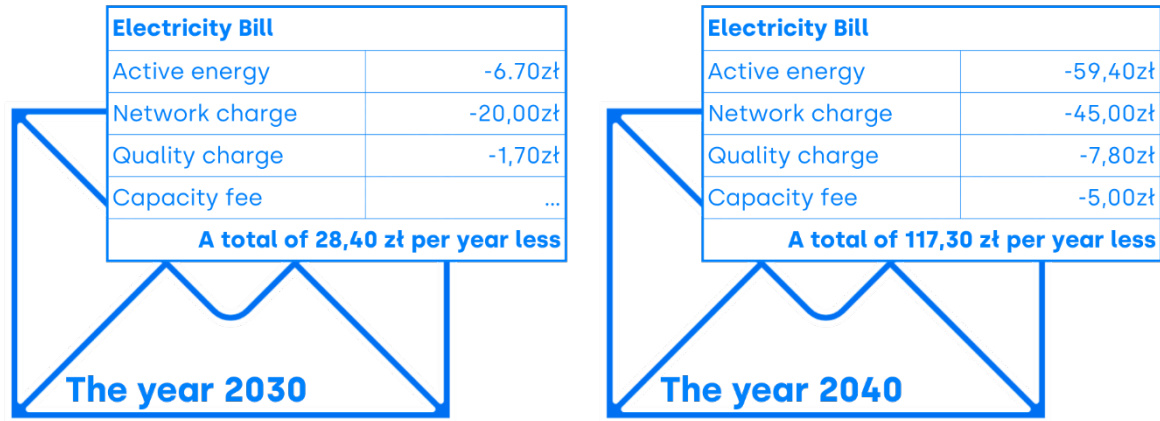 Electricity Bill
Active energy -6.70zł
Network charge -20,00zł
Quality charge -1,70zł
Capacity fee ...
A total of 28,40 zł per year less
The year 2030
Electricity Bill
Active energy -59,40zł
Network charge -45,00zł
Quality charge -7,80zł
Capacity fee -5,00zł
A total of 117,30 zł per year less
The year 2040